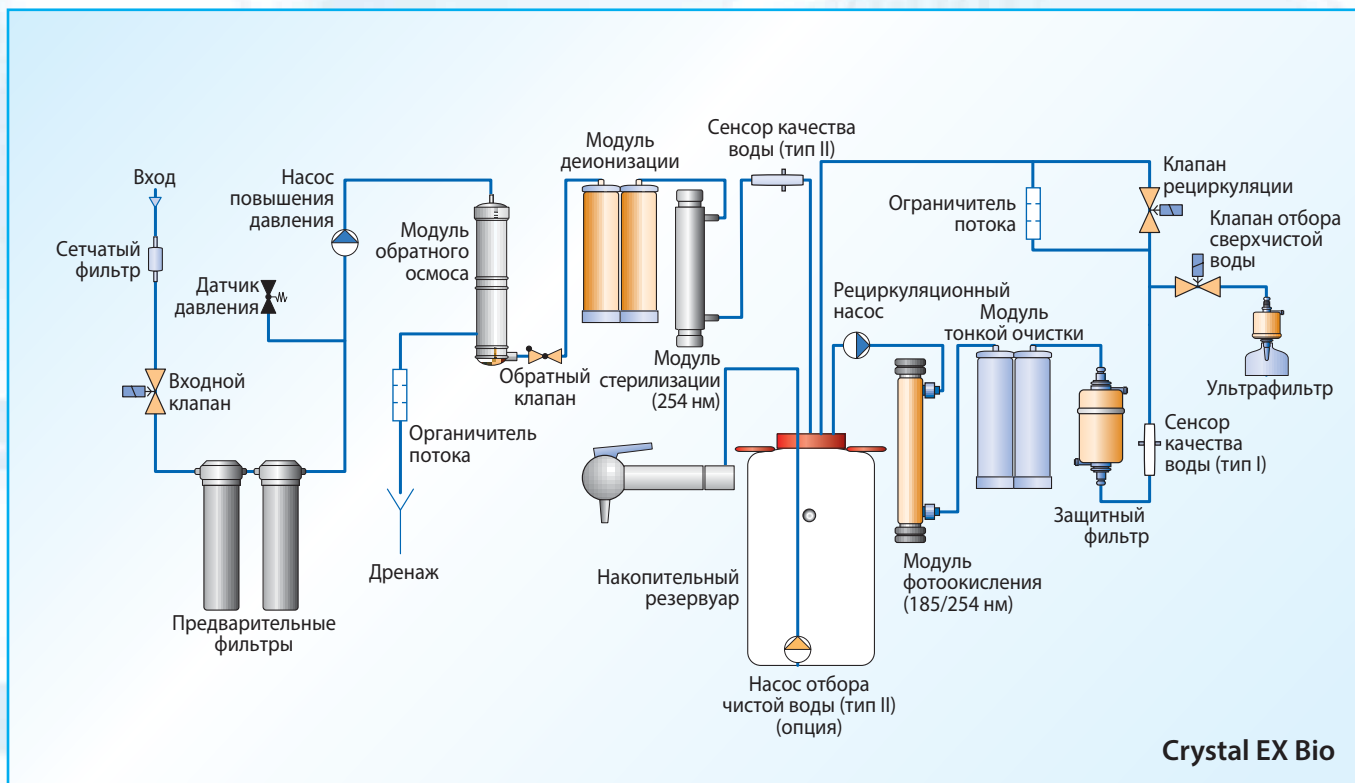 Вход
Сетчатый
фильтр
Датчик
давления
Входной
клапан
Предварительные
фильтры
Насос
повышения
давления
Модуль
обратного
осмоса
Органичитель
потока
Дренаж
Обратный
клапан
Модуль
деионизации
Модуль
стерилизации
(254 нм)
Сенсор качества
воды (тип II)
Накопительный
резервуар
Насос отбора
чистой воды (тип II)
(опция)
Рециркуляционный
насос
Модуль
фотоокисления
(185/254 нм)
Модуль
тонкой очистки
Ограничитель
потока
Клапан
рециркуляции
Клапан отбора
сверхчистой
воды
Ультрафильтр
Сенсор
качества
воды (тип I)
Защитный
фильтр
Crystal EX Bio